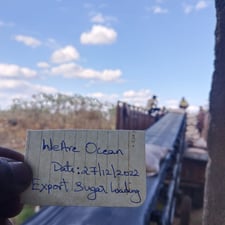 WeAre Ocean
Date: 27/12/2022
Export Sugar Loading